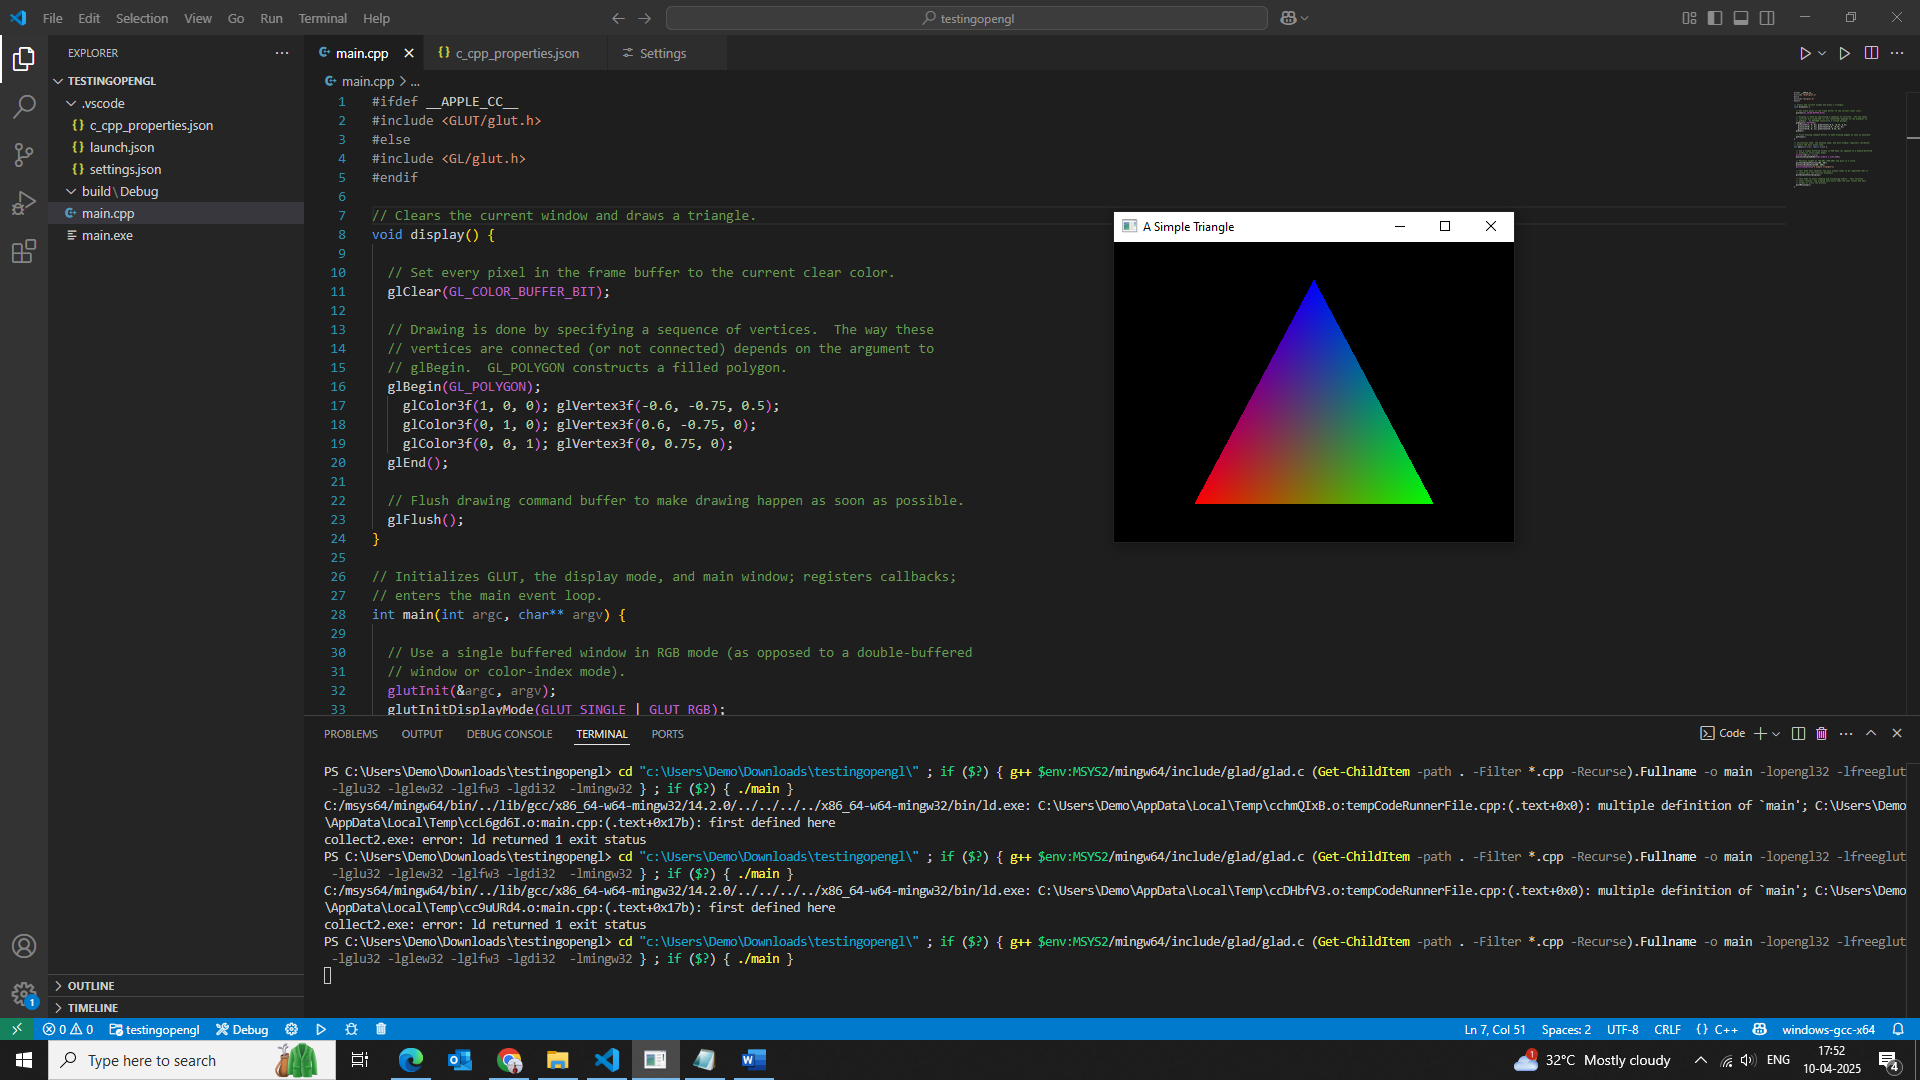 File Edit Selection View Go Run Terminal Help
testingopengl
EXPLORER
TESTINGOPENGL
.vscode
c_cpp_properties.json
launch.json
settings.json
build\Debug
main.cpp
main.exe
OUTLINE
TIMELINE
main.cpp
c_cpp_properties.json
Settings
main.cpp > ...
1 #ifdef __APPLE_CC__
2 #include <GLUT/glut.h>
3 #else
4 #include <GL/glut.h>
5 #endif
6
7 // Clears the current window and draws a triangle.
8 void display() {
9
10 // Set every pixel in the frame buffer to the current clear color.
11 glClear(GL_COLOR_BUFFER_BIT);
12
13 // Drawing is done by specifying a sequence of vertices.  The way these
14 // vertices are connected (or not connected) depends on the argument to
15 // glBegin.  GL_POLYGON constructs a filled polygon.
16 glBegin(GL_POLYGON);
17 glColor3f(1, 0, 0); glVertex3f(-0.6, -0.75, 0.5);
18 glColor3f(0, 1, 0); glVertex3f(0.6, -0.75, 0);
19 glColor3f(0, 0, 1); glVertex3f(0, 0.75, 0);
20 glEnd();
21
22 // Flush drawing command buffer to make drawing happen as soon as possible.
23 glFlush();
24 }
25
26 // Initializes GLUT, the display mode, and main window; registers callbacks;
27 // enters the main event loop.
28 int main(int argc, char** argv) {
29
30 // Use a single buffered window in RGB mode (as opposed to a double-buffered
31 // window or color-index mode).
32 glutInit(&argc, argv);
33 glutInitDisplayMode(GLUT_SINGLE | GLUT_RGB);
A Simple Triangle
PROBLEMS OUTPUT DEBUG CONSOLE TERMINAL PORTS
Code
PS C:\Users\Demo\Downloads\testingopengl> cd "c:\Users\Demo\Downloads\testingopengl\" ; if ($?) { g++ $env:MSYS2/mingw64/include/glad/glad.c (Get-ChildItem -path . -Filter *.cpp -Recurse).Fullname -o main -lopengl32 -lfreeglut
-lglu32 -lglew32 -lglfw3 -lgdi32  -lmingw32 } ; if ($?) { ./main }
C:/msys64/mingw64/bin/../lib/gcc/x86_64-w64-mingw32/14.2.0/../../../../x86_64-w64-mingw32/bin/ld.exe: C:\Users\Demo\AppData\Local\Temp\cchmQIxB.o:tempCodeRunnerFile.cpp:(.text+0x0): multiple definition of `main'; C:\Users\Demo
\AppData\Local\Temp\ccL6gd6I.o:main.cpp:(.text+0x17b): first defined here
collect2.exe: error: ld returned 1 exit status
PS C:\Users\Demo\Downloads\testingopengl> cd "c:\Users\Demo\Downloads\testingopengl\" ; if ($?) { g++ $env:MSYS2/mingw64/include/glad/glad.c (Get-ChildItem -path . -Filter *.cpp -Recurse).Fullname -o main -lopengl32 -lfreeglut
-lglu32 -lglew32 -lglfw3 -lgdi32  -lmingw32 } ; if ($?) { ./main }
C:/msys64/mingw64/bin/../lib/gcc/x86_64-w64-mingw32/14.2.0/../../../../x86_64-w64-mingw32/bin/ld.exe: C:\Users\Demo\AppData\Local\Temp\ccDHbfV3.o:tempCodeRunnerFile.cpp:(.text+0x0): multiple definition of `main'; C:\Users\Demo
\AppData\Local\Temp\cc9uURd4.o:main.cpp:(.text+0x17b): first defined here
collect2.exe: error: ld returned 1 exit status
PS C:\Users\Demo\Downloads\testingopengl> cd "c:\Users\Demo\Downloads\testingopengl\" ; if ($?) { g++ $env:MSYS2/mingw64/include/glad/glad.c (Get-ChildItem -path . -Filter *.cpp -Recurse).Fullname -o main -lopengl32 -lfreeglut
-lglu32 -lglew32 -lglfw3 -lgdi32  -lmingw32 } ; if ($?) { ./main }
1
0 0 testingopengl Debug Ln 7, Col 51 Spaces: 2 UTF-8 CRLF {} C++ windows-gcc-x64
Type here to search
1 32°C Mostly cloudy ENG 17:52
10-04-2025
4